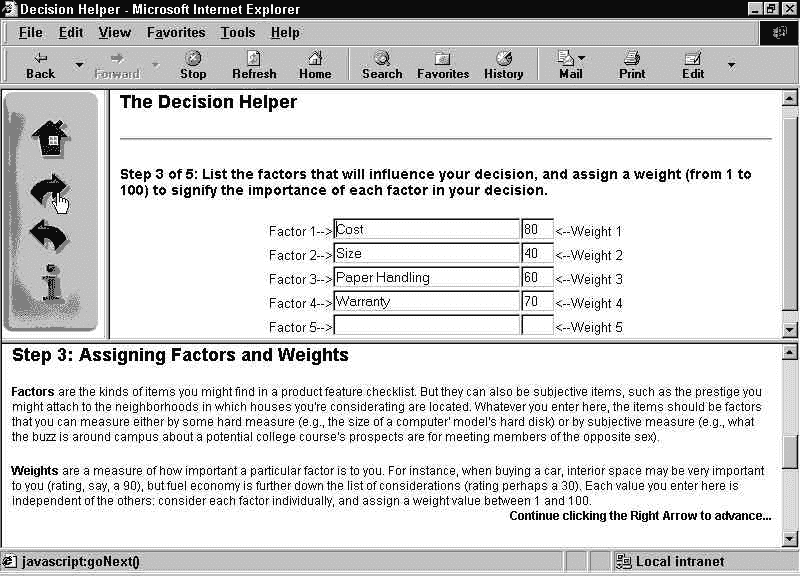 Decision Helper - Microsoft Internet Explorer
File Edit View Favorites Tools Help
Back Forward Stop Refresh Home Search Favorites History Mail Print Edit
The Decision Helper
Step 3 of 5: List the factors that will influence your decision, and assign a weight (from 1 to
100) to signify the importance of each factor in your decision.
Factor 1--> Cost 80 <--Weight 1
Factor 2--> Size 40 <--Weight 2
Factor 3--> Paper Handling 60 <--Weight 3
Factor 4--> Warranty 70 <--Weight 4
Factor 5--> <--Weight 5
Step 3: Assigning Factors and Weights
Factors are the kinds of items you might find in a product feature checklist. But they can also be subjective items, such as the prestige you
might attach to the neighborhoods in which houses you're considering are located. Whatever you enter here, the items should be factors
that you can measure either by some hard measure (e.g., the size of a computer' model's hard disk) or by subjective measure (e.g., what
the buzz is around campus about a potential college course's prospects are for meeting members of the opposite sex).
Weights are a measure of how important a particular factor is to you. For instance, when buying a car, interior space may be very important
to you (rating, say, a 90), but fuel economy is further down the list of considerations (rating perhaps a 30). Each value you enter here is
independent of the others: consider each factor individually, and assign a weight value between 1 and 100.
Continue clicking the Right Arrow to advance...
javascript:goNext() Local intranet